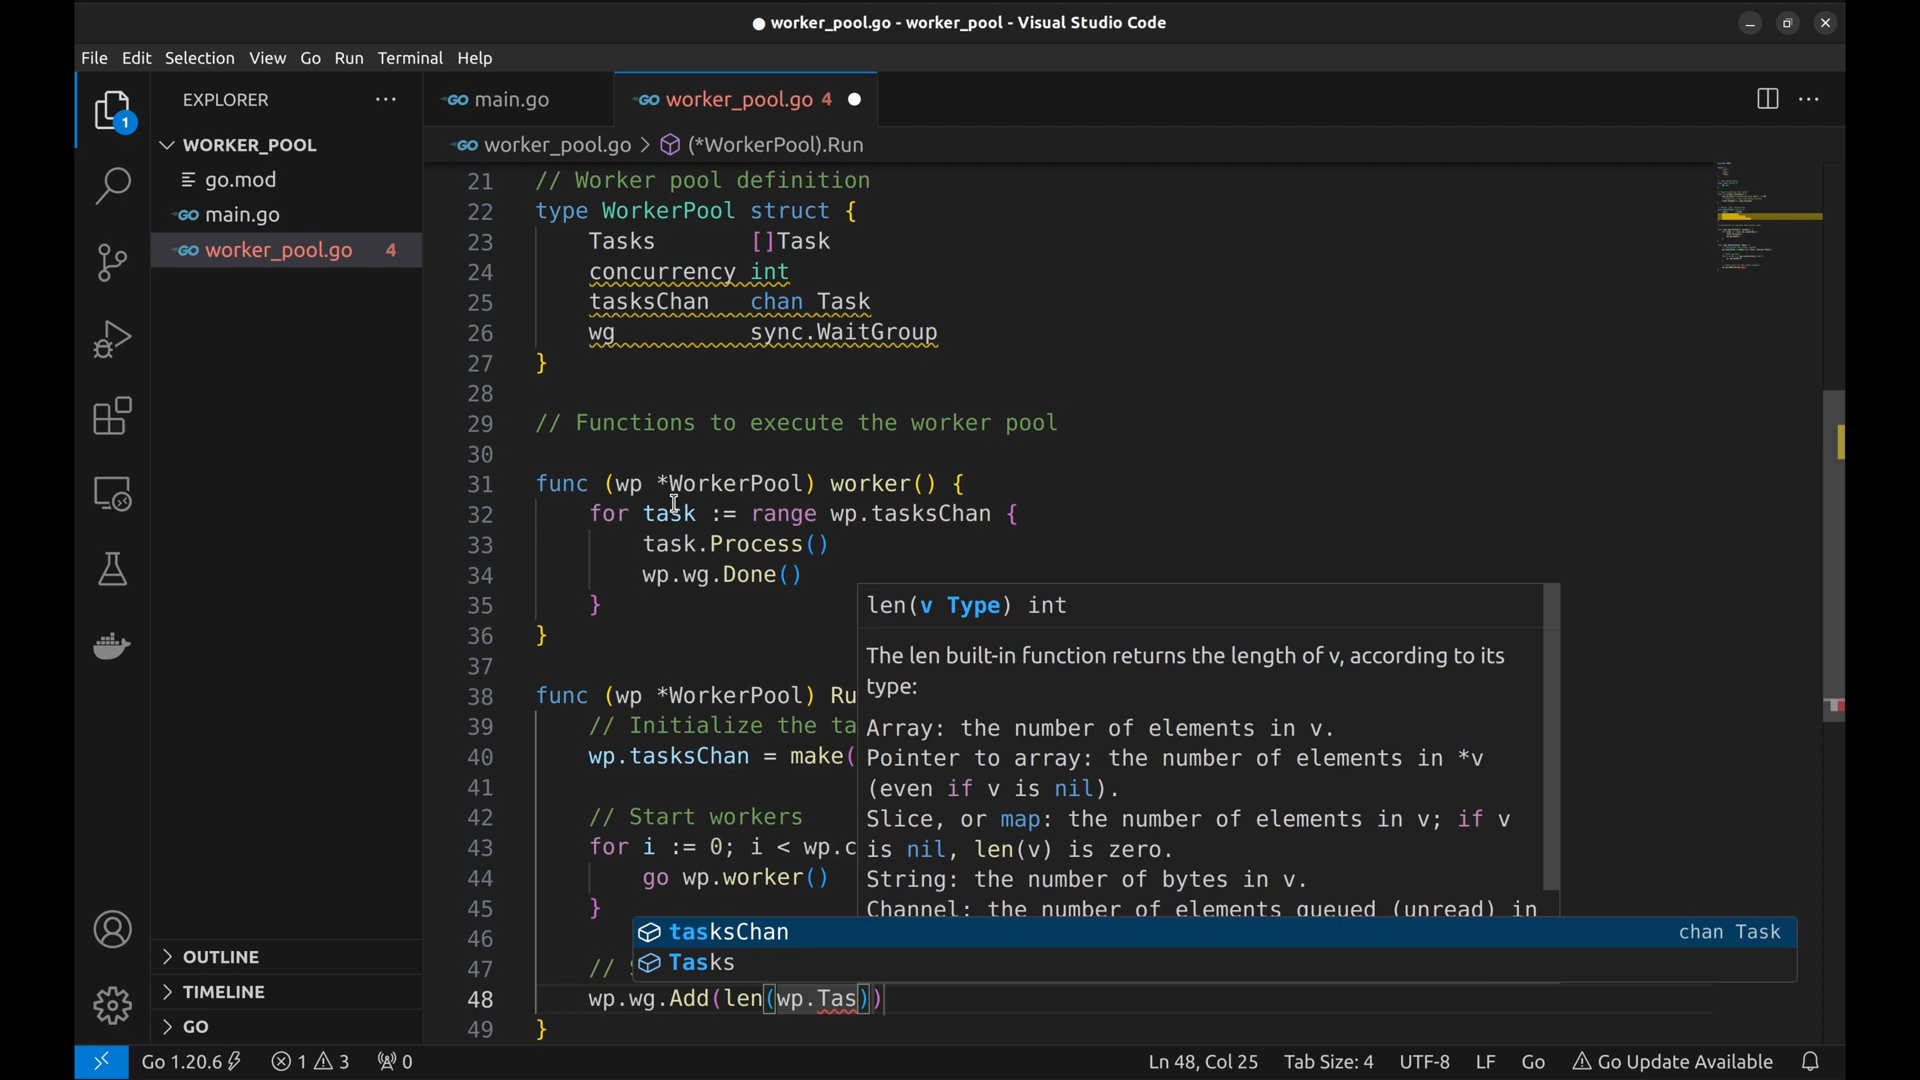 worker_pool.go - worker_pool - Visual Studio Code
File Edit Selection View Go Run Terminal Help
EXPLORER
main.go
worker_pool.go 4
1
WORKER_POOL
go.mod
main.go
worker_pool.go 4
OUTLINE
TIMELINE
GO
worker_pool.go > (*WorkerPool).Run
21 // Worker pool definition
22 type WorkerPool struct {
23 Tasks []Task
24 concurrency int
25 tasksChan chan Task
26 wg sync.WaitGroup
27 }
28
29 // Functions to execute the worker pool
30
31 func (wp *WorkerPool) worker() {
32 for task := range wp.tasksChan {
33 task.Process()
34 wp.wg.Done()
35 }
36 }
37
38 func (wp *WorkerPool) Ru
39 // Initialize the ta
40 wp.tasksChan = make(
41
42 // Start workers
43 for i := 0; i < wp.c
44 go wp.worker()
45 }
46
47 //
48 wp.wg.Add(len(wp.Tas))
49 }
len(v Type) int
The len built-in function returns the length of v, according to its
type:
Array: the number of elements in v.
Pointer to array: the number of elements in *v
(even if v is nil).
Slice, or map: the number of elements in v; if v
is nil, len(v) is zero.
String: the number of bytes in v.
Channel: the number of elements queued (unread) in
tasksChan chan Task
Tasks
Go 1.20.6 1 3 0 Ln 48, Col 25 Tab Size: 4 UTF-8 LF Go Go Update Available